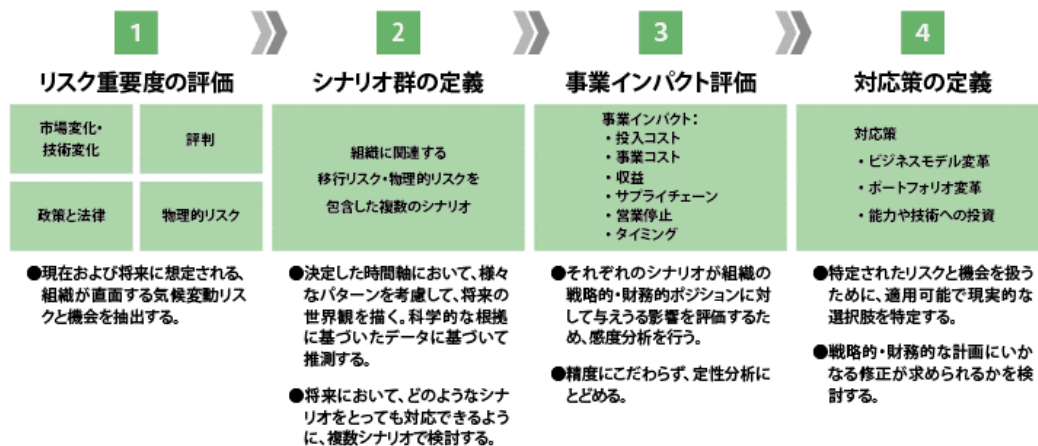 1
2
3
4
リスク重要度の評価
シナリオ群の定義
事業インパクト評価
対応策の定義
市場変化・
技術変化
評判
政策と法律
物理的リスク
組織に関連する
移行リスク・物理的リスクを
包含した複数のシナリオ
事業インパクト：
・投入コスト
・事業コスト
・収益
・サプライチェーン
・営業停止
・タイミング
対応策
・ビジネスモデル変革
・ポートフォリオ変革
・能力や技術への投資
●現在および将来に想定される、
組織が直面する気候変動リス
クと機会を抽出する。
●決定した時間軸において、様々
なパターンを考慮して、将来の
世界観を描く。科学的な根拠
に基づいたデータに基づいて
推測する。
●将来において、どのようなシナ
リオをとっても対応できるよう
に、複数シナリオで検討する。
●それぞれのシナリオが組織の
戦略的・財務的ポジションに対
して与えうる影響を評価するた
め、感度分析を行う。
●精度にこだわらず、定性分析に
とどめる。
●特定されたリスクと機会を扱う
ために、適用可能で現実的な
選択肢を特定する。
●戦略的・財務的な計画にいか
なる修正が求められるかを検
討する。